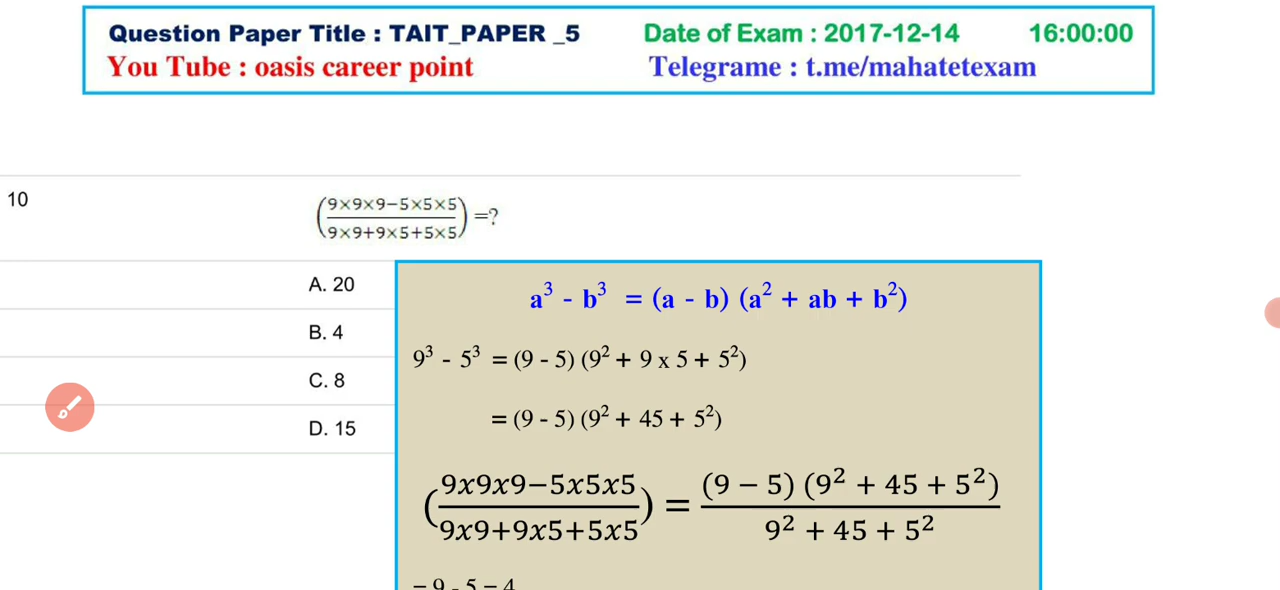 Question Paper Title : TAIT_PAPER _5 Date of Exam : 2017-12-14 16:00:00
You Tube : oasis career point Telegrame : t.me/mahatetexam
10
(9×9×9−5×5×5 / 9×9+9×5+5×5) =?
A. 20
B. 4
C. 8
D. 15
a³ - b³ = (a - b) (a² + ab + b²)
9³ - 5³ = (9 - 5) (9² + 9 x 5 + 5²)
= (9 - 5) (9² + 45 + 5²)
(9x9x9−5x5x5 / 9x9+9x5+5x5) = (9 − 5) (9² + 45 + 5²) / 9² + 45 + 5²
= 9 - 5 = 4